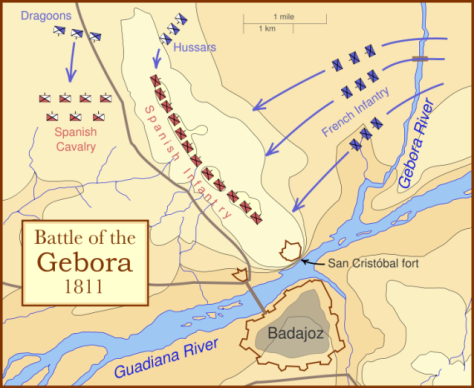 Dragoons
Hussars
1 mile
1 km
Spanish
Cavalry
Spanish Infantry
French Infantry
Gebora River
Battle of the
Gebora
1811
San Cristóbal fort
Badajoz
Guadiana River